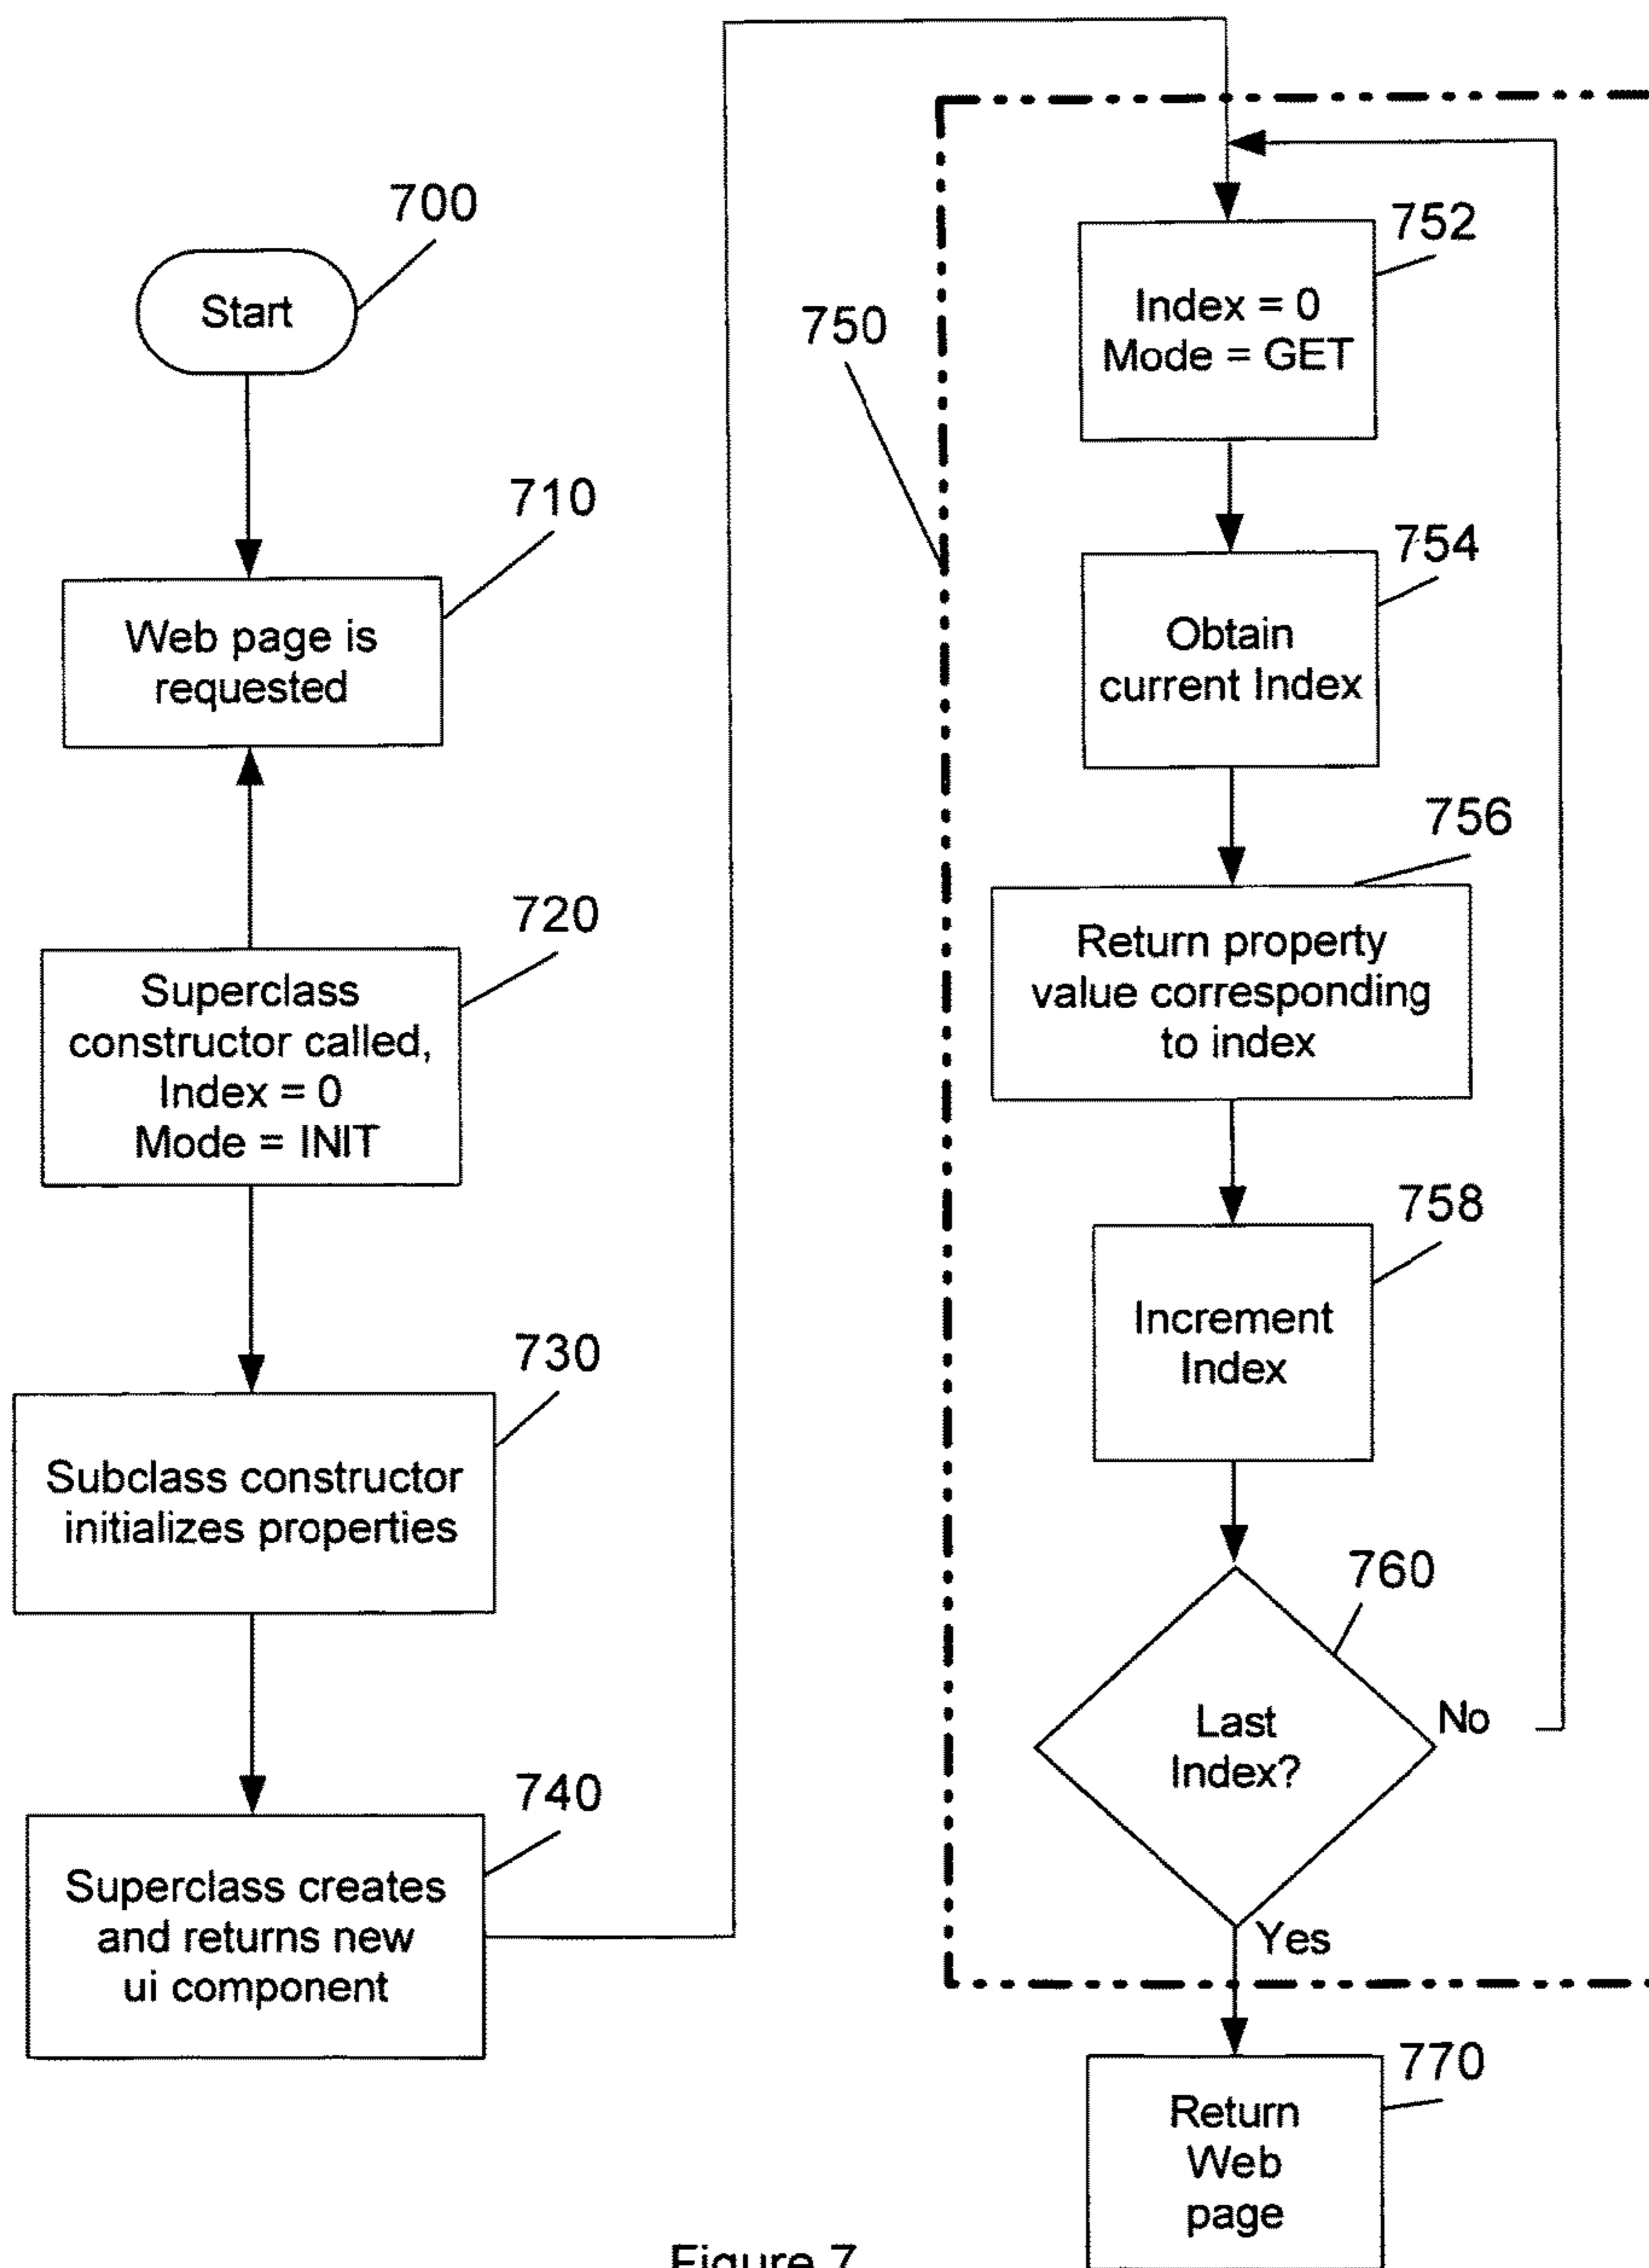 700
Start
710
Web page is
requested
720
Superclass
constructor called,
Index = 0
Mode = INIT
730
Subclass constructor
initializes properties
740
Superclass creates
and returns new
ui component
750
752
Index = 0
Mode = GET
754
Obtain
current Index
756
Return property
value corresponding
to index
758
Increment
Index
760
Last
Index?
No
Yes
770
Return
Web
page
Figure 7